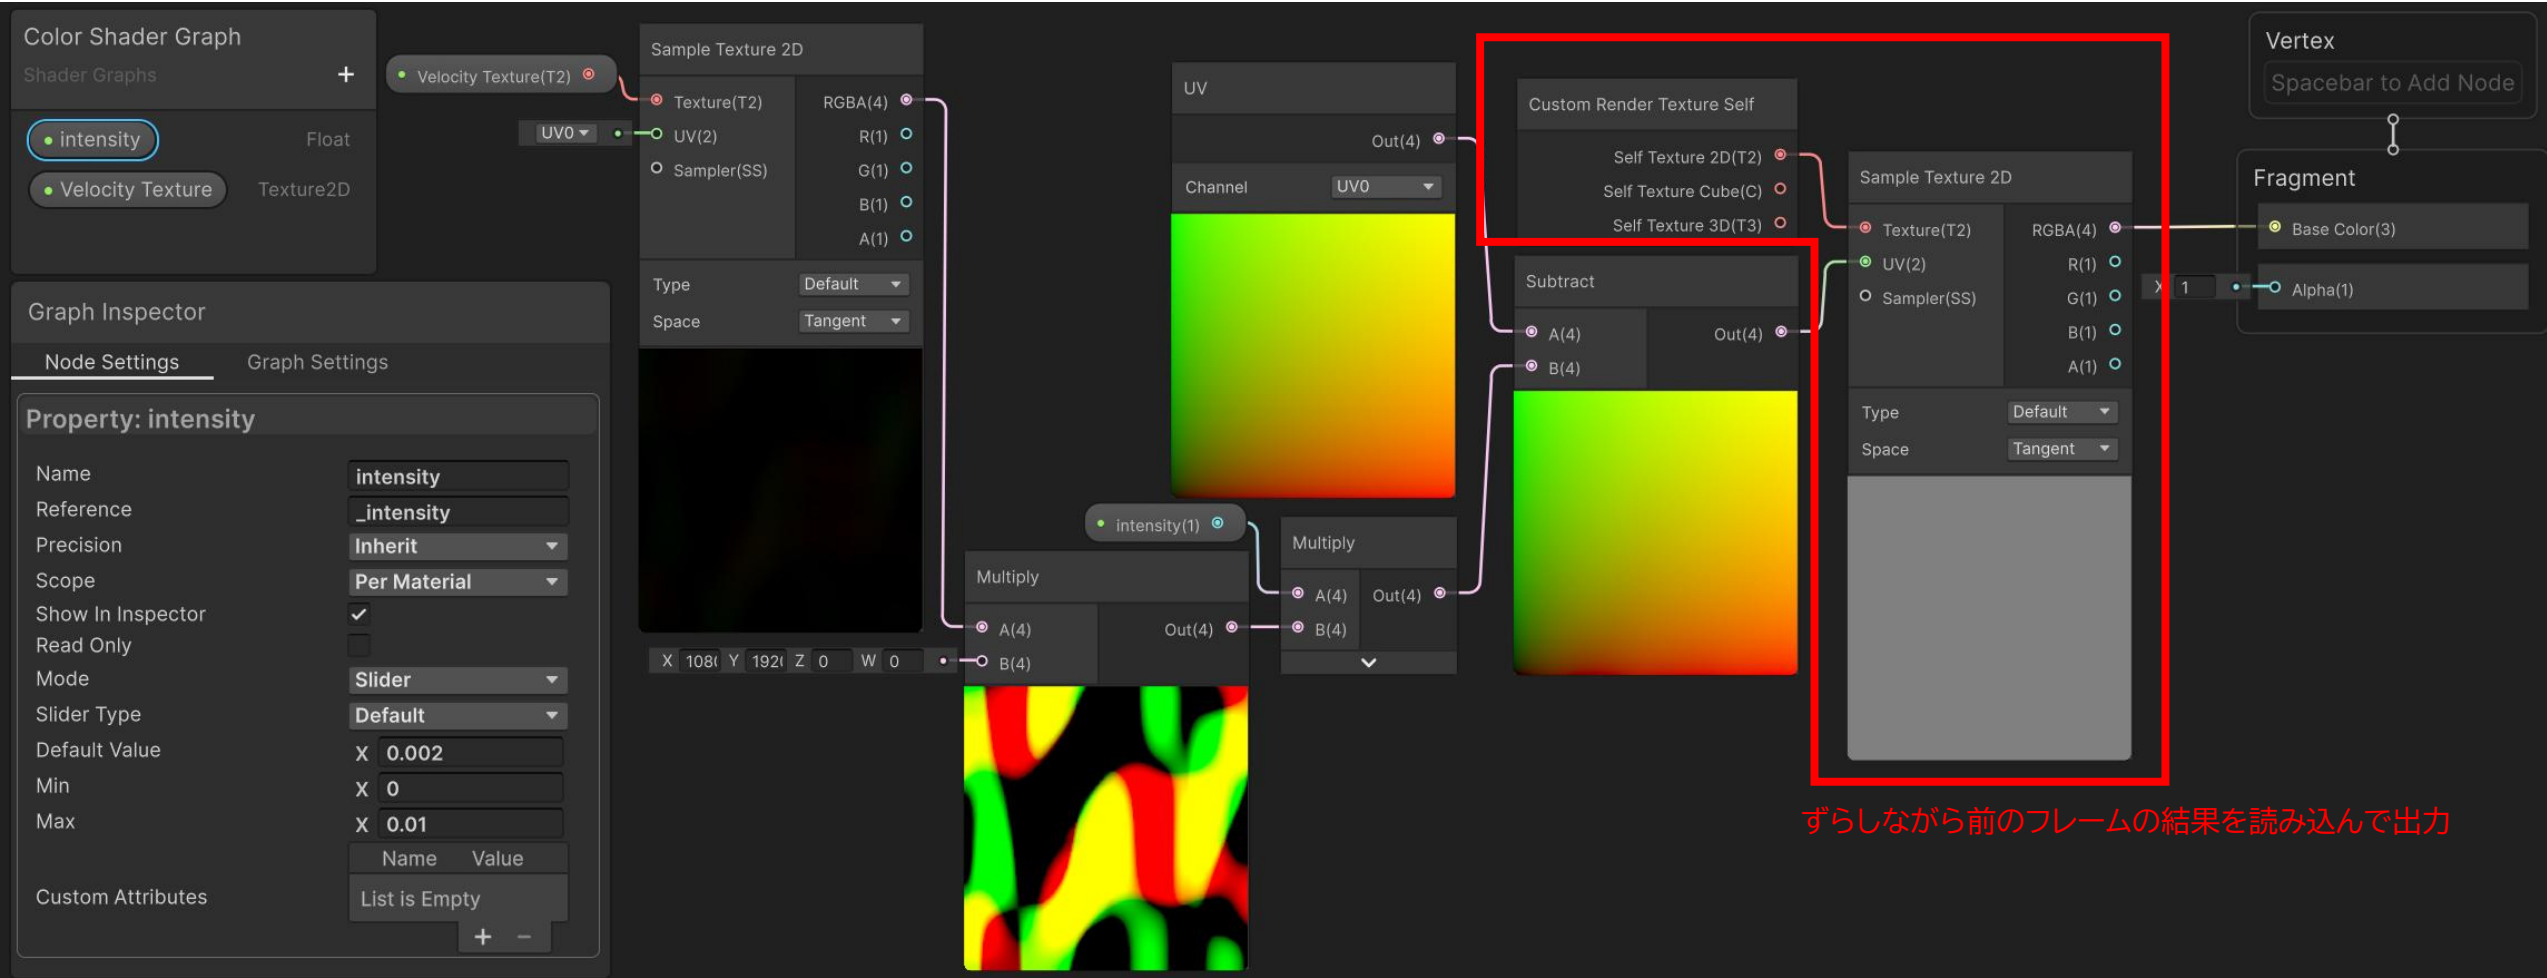 Color Shader Graph
Shader Graphs
+
intensity Float
Velocity Texture Texture2D
Graph Inspector
Node Settings Graph Settings
Property: intensity
Name intensity
Reference _intensity
Precision Inherit
Scope Per Material
Show In Inspector
Read Only
Mode Slider
Slider Type Default
Default Value X 0.002
Min X 0
Max X 0.01
Name Value
Custom Attributes List is Empty
+ −
Velocity Texture(T2)
UV0
Sample Texture 2D
Texture(T2) RGBA(4)
UV(2) R(1)
Sampler(SS) G(1)
B(1)
A(1)
Type Default
Space Tangent
X Y Z 0 W 0
Multiply
A(4) Out(4)
B(4)
UV
Out(4)
Channel UV0
intensity(1)
Multiply
A(4) Out(4)
B(4)
Custom Render Texture Self
Self Texture 2D(T2)
Self Texture Cube(C)
Self Texture 3D(T3)
Subtract
A(4) Out(4)
B(4)
Sample Texture 2D
Texture(T2) RGBA(4)
UV(2) R(1)
Sampler(SS) G(1)
B(1)
A(1)
Type Default
Space Tangent
ずらしながら前のフレームの結果を読み込んで出力
Vertex
Spacebar to Add Node
Fragment
Base Color(3)
X 1 Alpha(1)